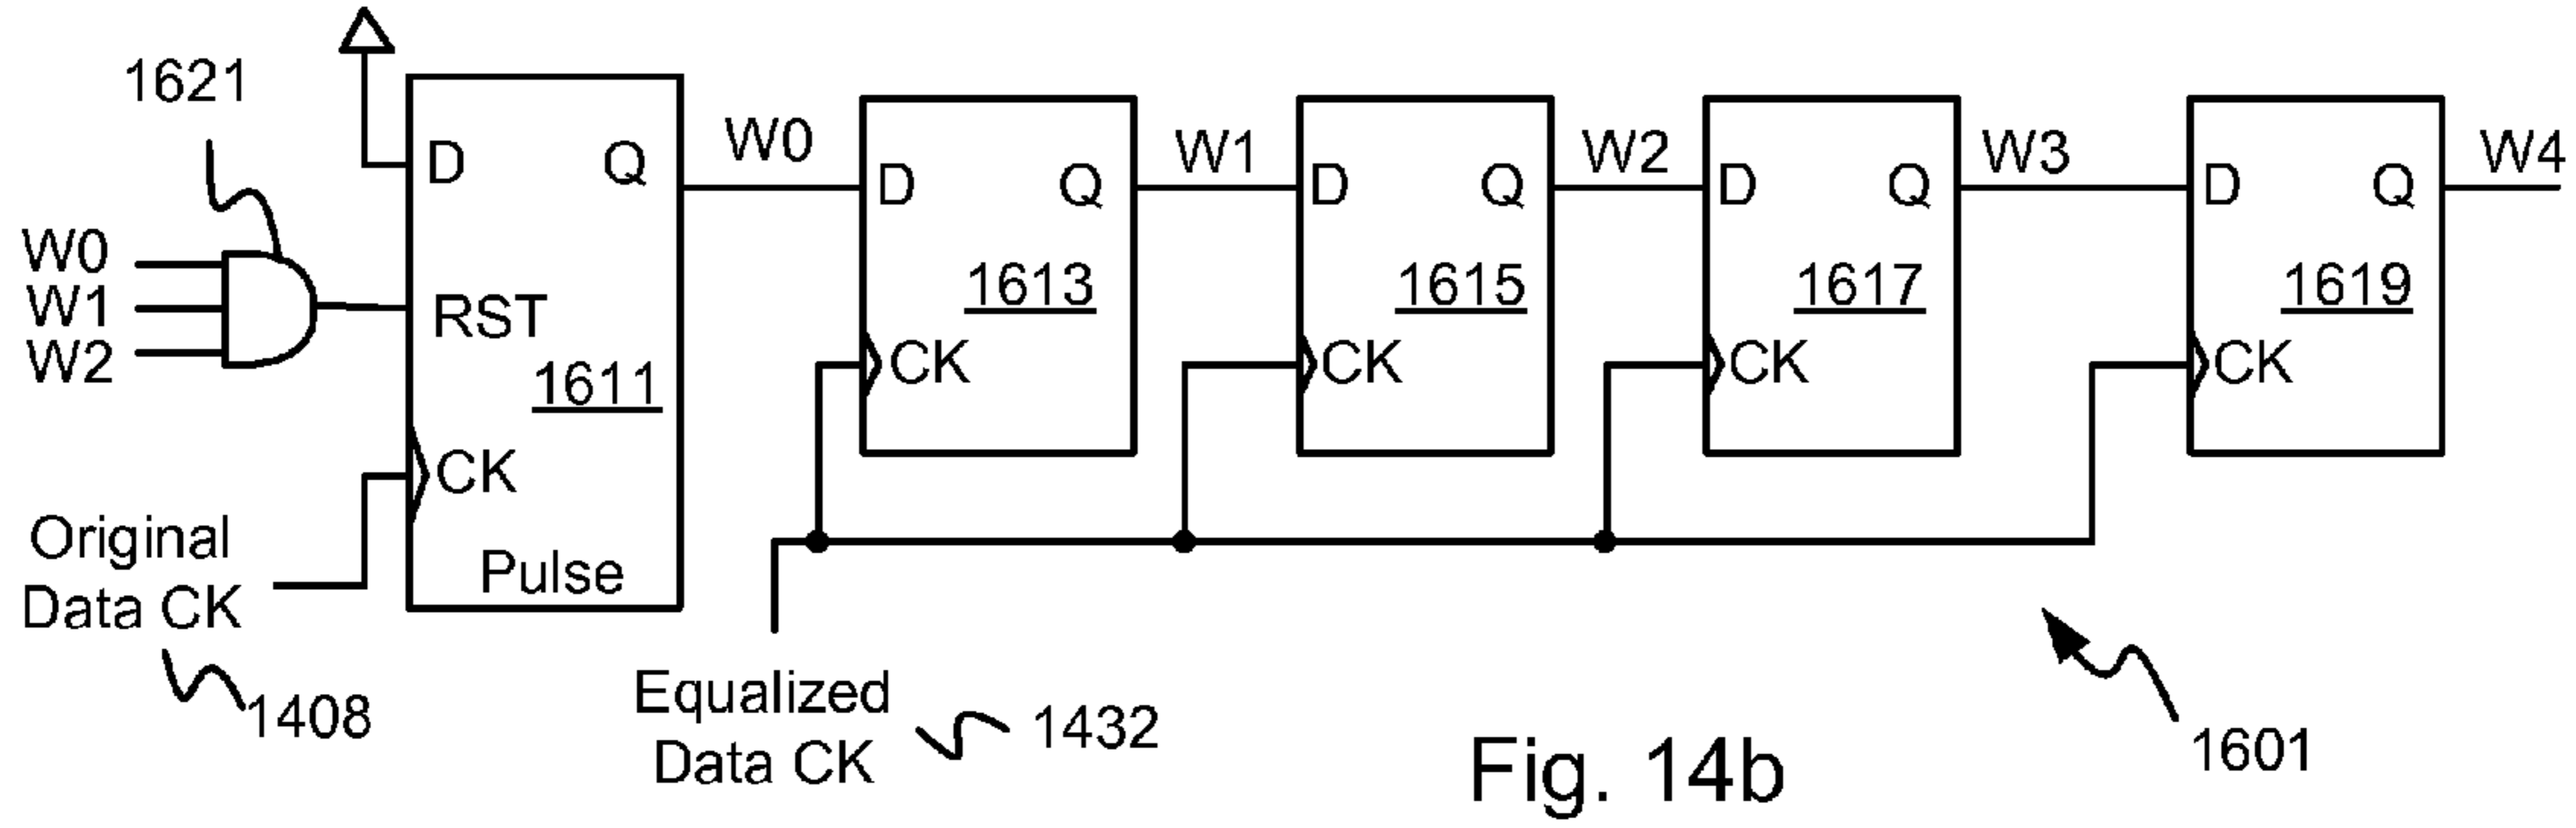 1621
D
Q
W0
D
Q
W1
D
Q
W2
D
Q
W3
D
Q
W4
W0
W1
W2
RST
1611
CK
Pulse
1613
CK
1615
CK
1617
CK
1619
CK
Original
Data CK
1408
Equalized
Data CK
1432
Fig. 14b
1601